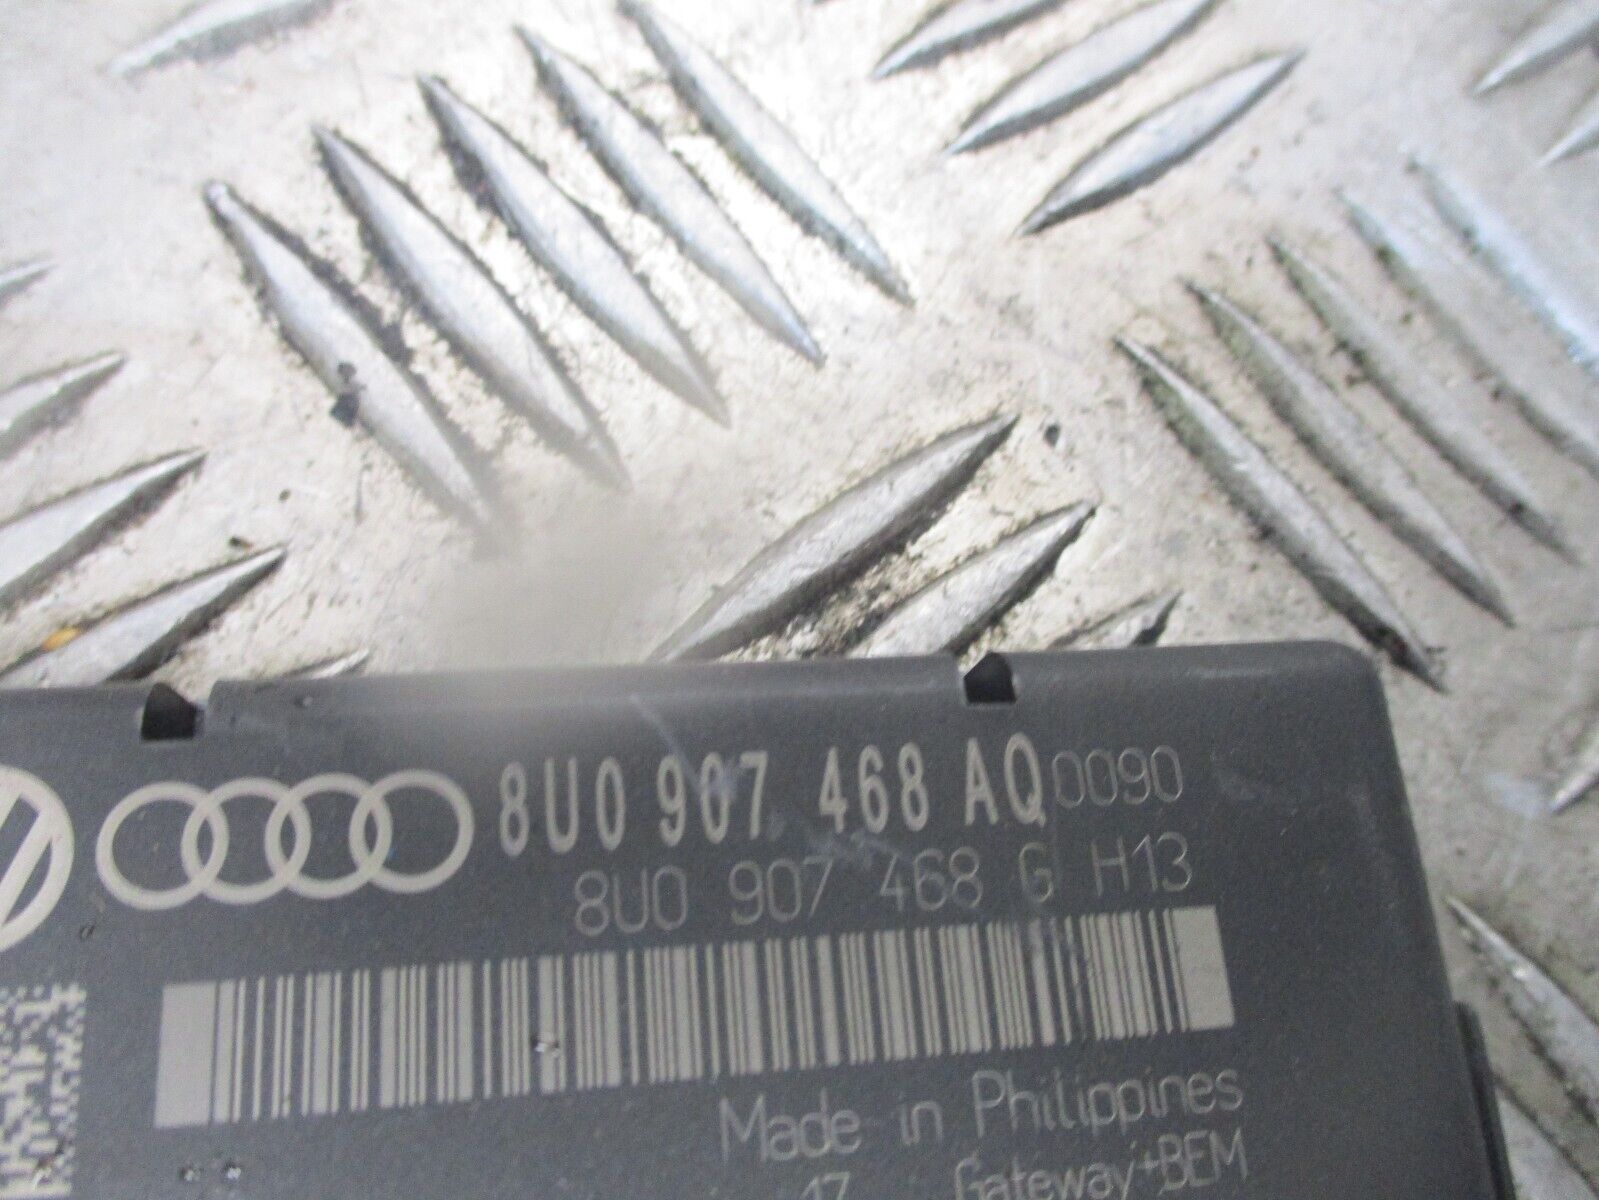 8U0 907 468 AQ 0090
8U0 907 468 G H13
Made in Philippines
Gateway+BEM